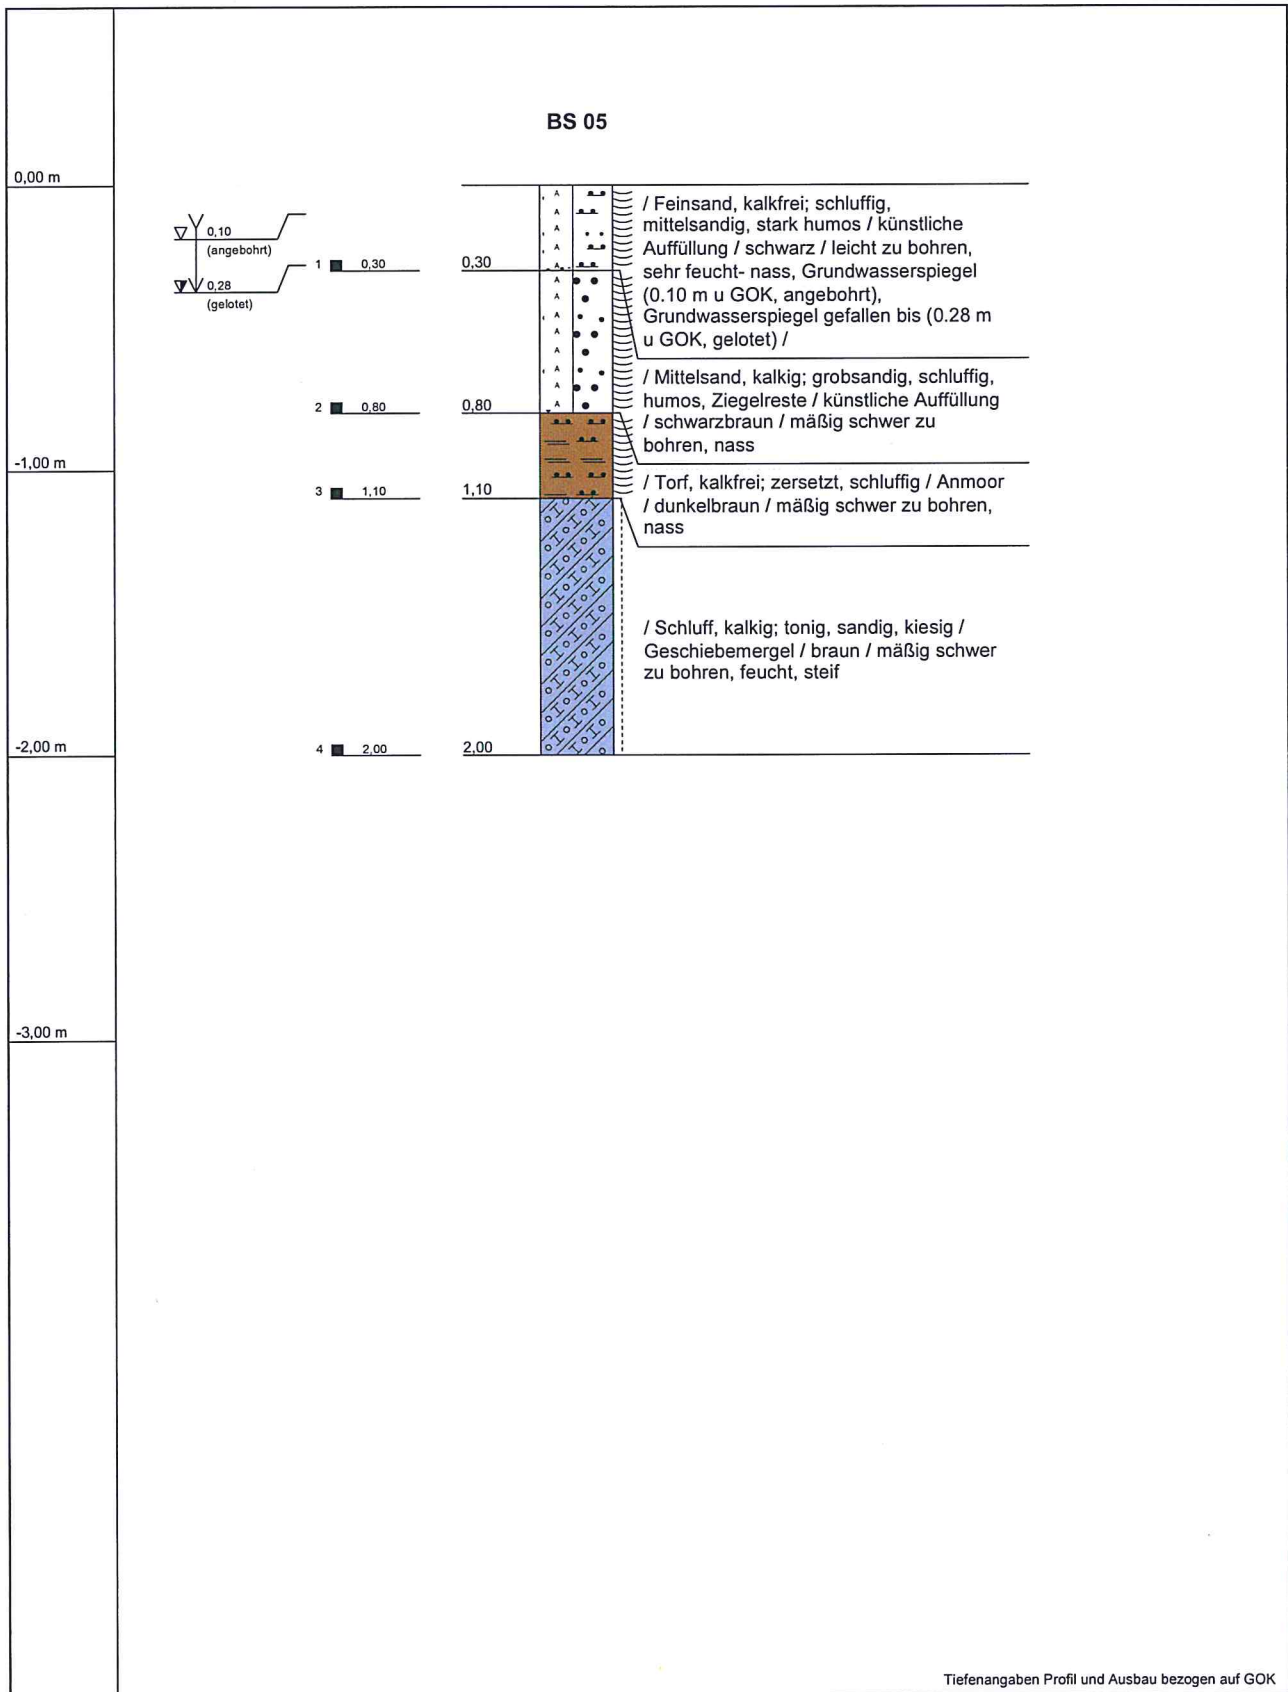 BS 05
0,00 m
0,10
(angebohrt)
0,28
(gelotet)
1 0,30 0,30
/ Feinsand, kalkfrei; schluffig,
mittelsandig, stark humos / künstliche
Auffüllung / schwarz / leicht zu bohren,
sehr feucht- nass, Grundwasserspiegel
(0.10 m u GOK, angebohrt),
Grundwasserspiegel gefallen bis (0.28 m
u GOK, gelotet) /
2 0,80 0,80
/ Mittelsand, kalkig; grobsandig, schluffig,
humos, Ziegelreste / künstliche Auffüllung
/ schwarzbraun / mäßig schwer zu
bohren, nass
-1,00 m
3 1,10 1,10
/ Torf, kalkfrei; zersetzt, schluffig / Anmoor
/ dunkelbraun / mäßig schwer zu bohren,
nass
/ Schluff, kalkig; tonig, sandig, kiesig /
Geschiebemergel / braun / mäßig schwer
zu bohren, feucht, steif
-2,00 m
4 2,00 2,00
-3,00 m
A
A
A
A
A
A
A
A
A
A
A
A
A
Tiefenangaben Profil und Ausbau bezogen auf GOK